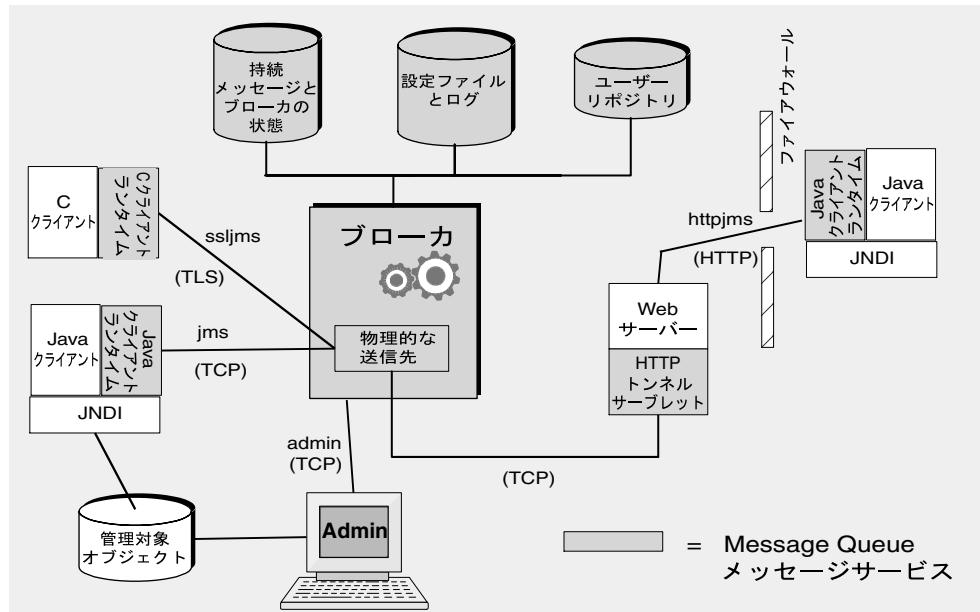 持続
メッセージと
ブローカの
状態
設定ファイル
とログ
ユーザー
リポジトリ
ファイアウォール
C
クライアント
Cクライアント
ランタイム
ssljms
(TLS)
ブローカ
物理的な
送信先
httpjms
(HTTP)
Java
クライアント
ランタイム
Java
クライアント
JNDI
Web
サーバー
HTTP
トンネル
サーブレット
Java
クライアント
Java
クライアント
ランタイム
JNDI
jms
(TCP)
admin
(TCP)
(TCP)
管理対象
オブジェクト
Admin
= Message Queue
メッセージサービス